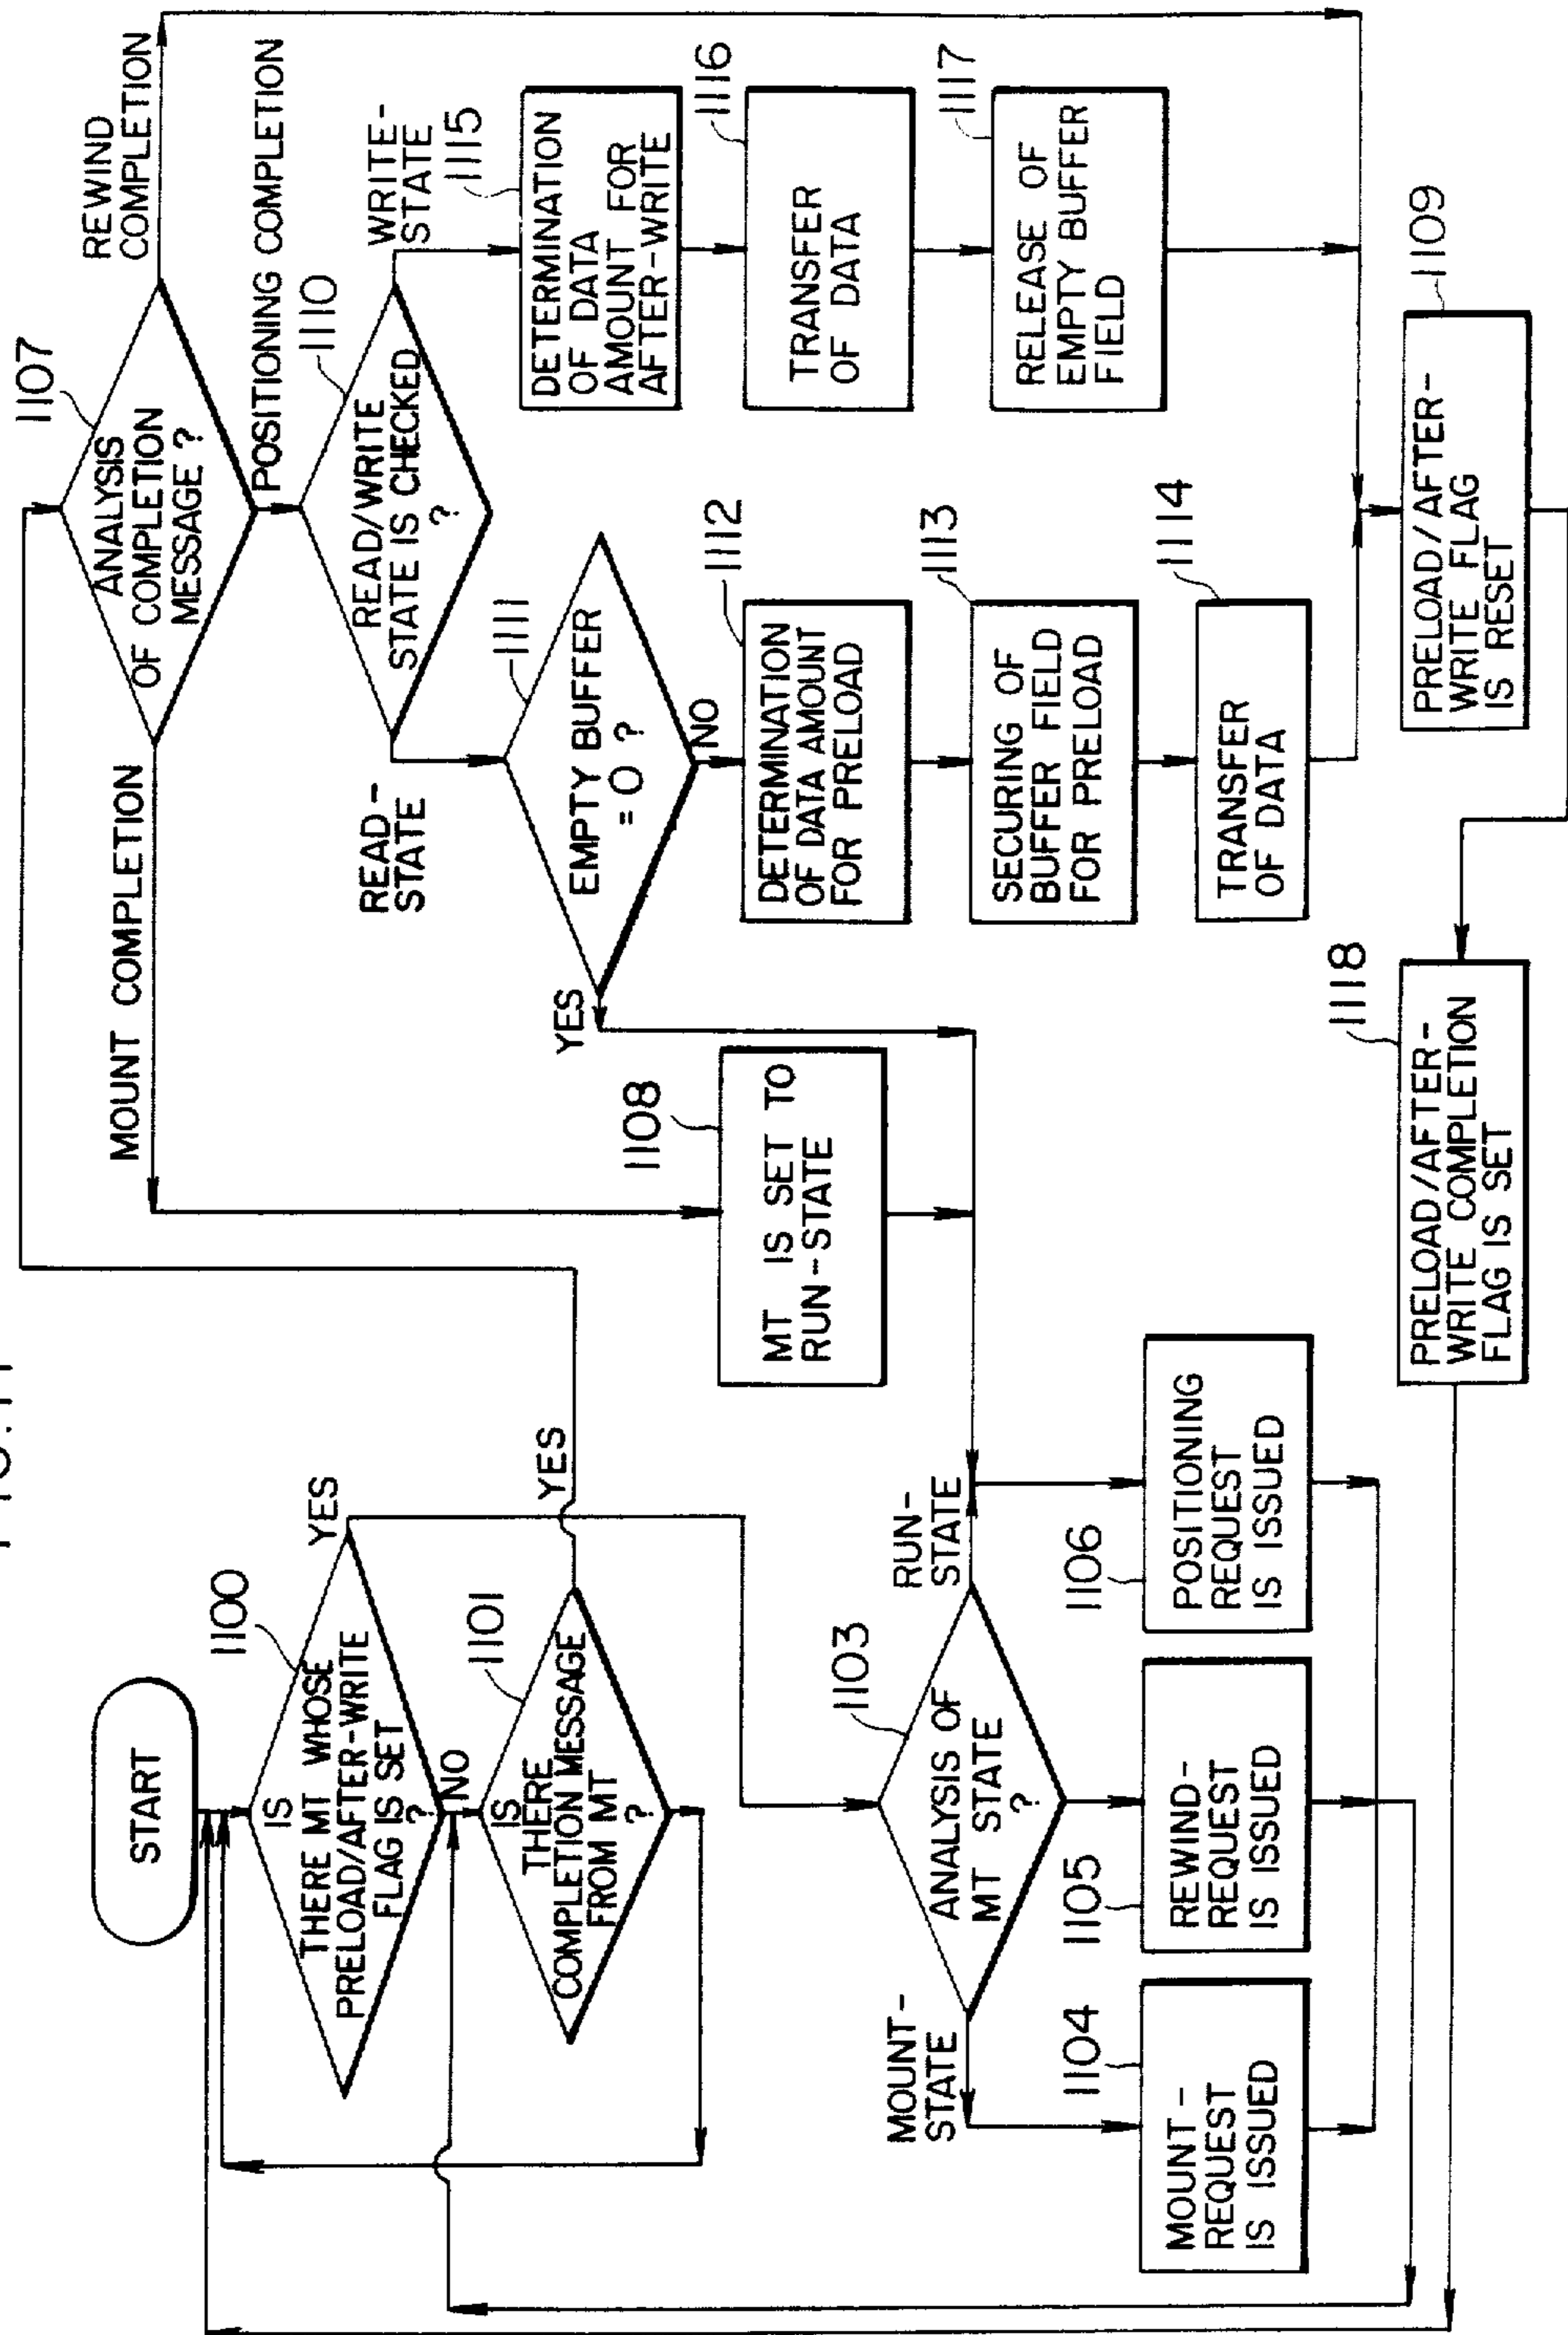 FIG. 11
START
IS
THERE MT WHOSE
PRELOAD/AFTER-WRITE
FLAG IS SET
?
1100
YES
NO
IS
THERE
COMPLETION MESSAGE
FROM MT
?
1101
YES
ANALYSIS OF
MT STATE
?
1103
MOUNT-
STATE
RUN-
STATE
MOUNT-
REQUEST
IS ISSUED
1104
REWIND-
REQUEST
IS ISSUED
1105
POSITIONING
REQUEST
IS ISSUED
1106
ANALYSIS
OF COMPLETION
MESSAGE ?
1107
MOUNT COMPLETION
REWIND
COMPLETION
POSITIONING COMPLETION
MT IS SET TO
RUN-STATE
1108
READ/WRITE
STATE IS CHECKED
?
1110
READ-
STATE
WRITE-
STATE
EMPTY BUFFER
= 0 ?
1111
YES
NO
DETERMINATION
OF DATA AMOUNT
FOR PRELOAD
1112
SECURING OF
BUFFER FIELD
FOR PRELOAD
1113
TRANSFER
OF DATA
1114
DETERMINATION
OF DATA
AMOUNT FOR
AFTER-WRITE
1115
TRANSFER
OF DATA
1116
RELEASE OF
EMPTY BUFFER
FIELD
1117
PRELOAD/AFTER-
WRITE FLAG
IS RESET
1109
PRELOAD/AFTER-
WRITE COMPLETION
FLAG IS SET
1118